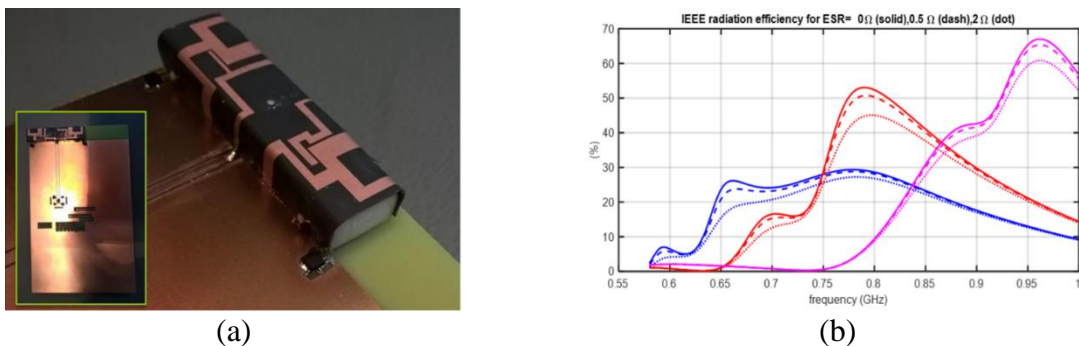 IEEE radiation efficiency for ESR= 0Ω (solid),0.5 Ω (dash),2Ω (dot)
70
60
50
40
30
20
10
0
(%)
0.55 0.6 0.65 0.7 0.75 0.8 0.85 0.9 0.95 1
frequency (GHz)
(a) (b)